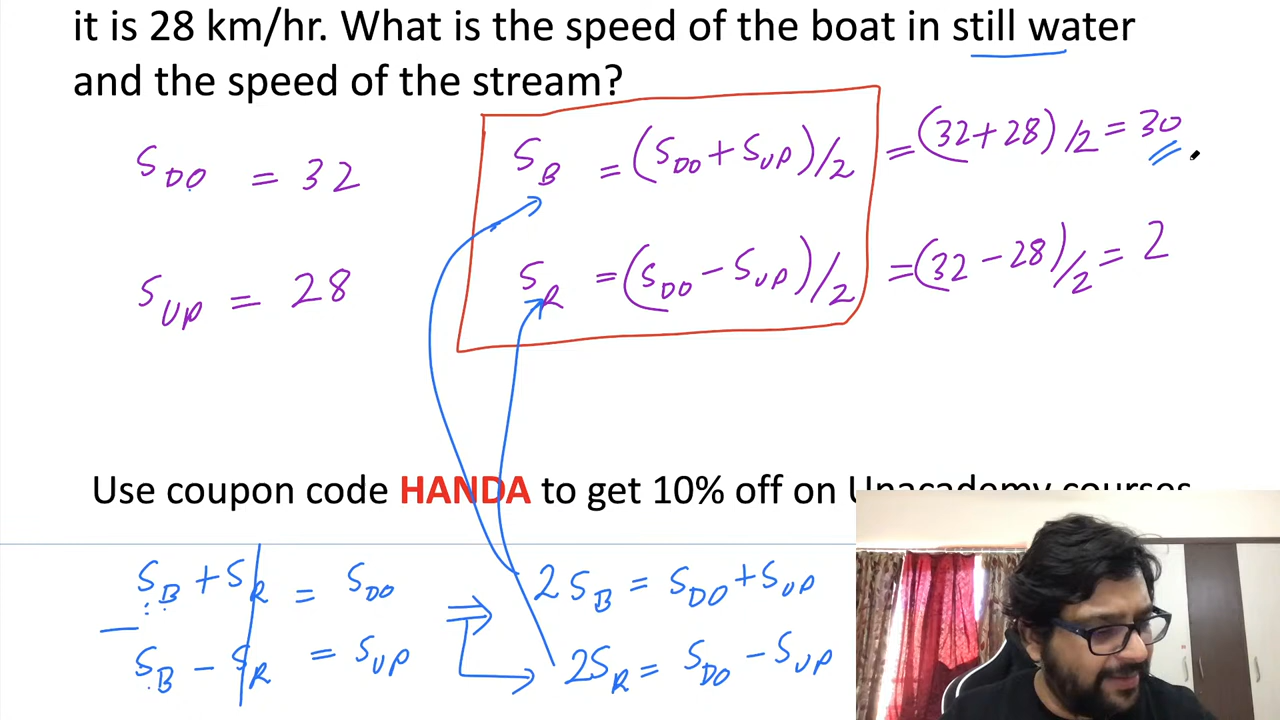 it is 28 km/hr. What is the speed of the boat in still water
and the speed of the stream?
S_DO = 32
S_B = (S_DO + S_UP)/2 = (32+28)/2 = 30
S_UP = 28
S_R = (S_DO - S_UP)/2 = (32-28)/2 = 2
Use coupon code HANDA to get 10% off on Unacademy courses
S_B + S_R = S_DO
2S_B = S_DO + S_UP
S_B - S_R = S_UP
2S_R = S_DO - S_UP